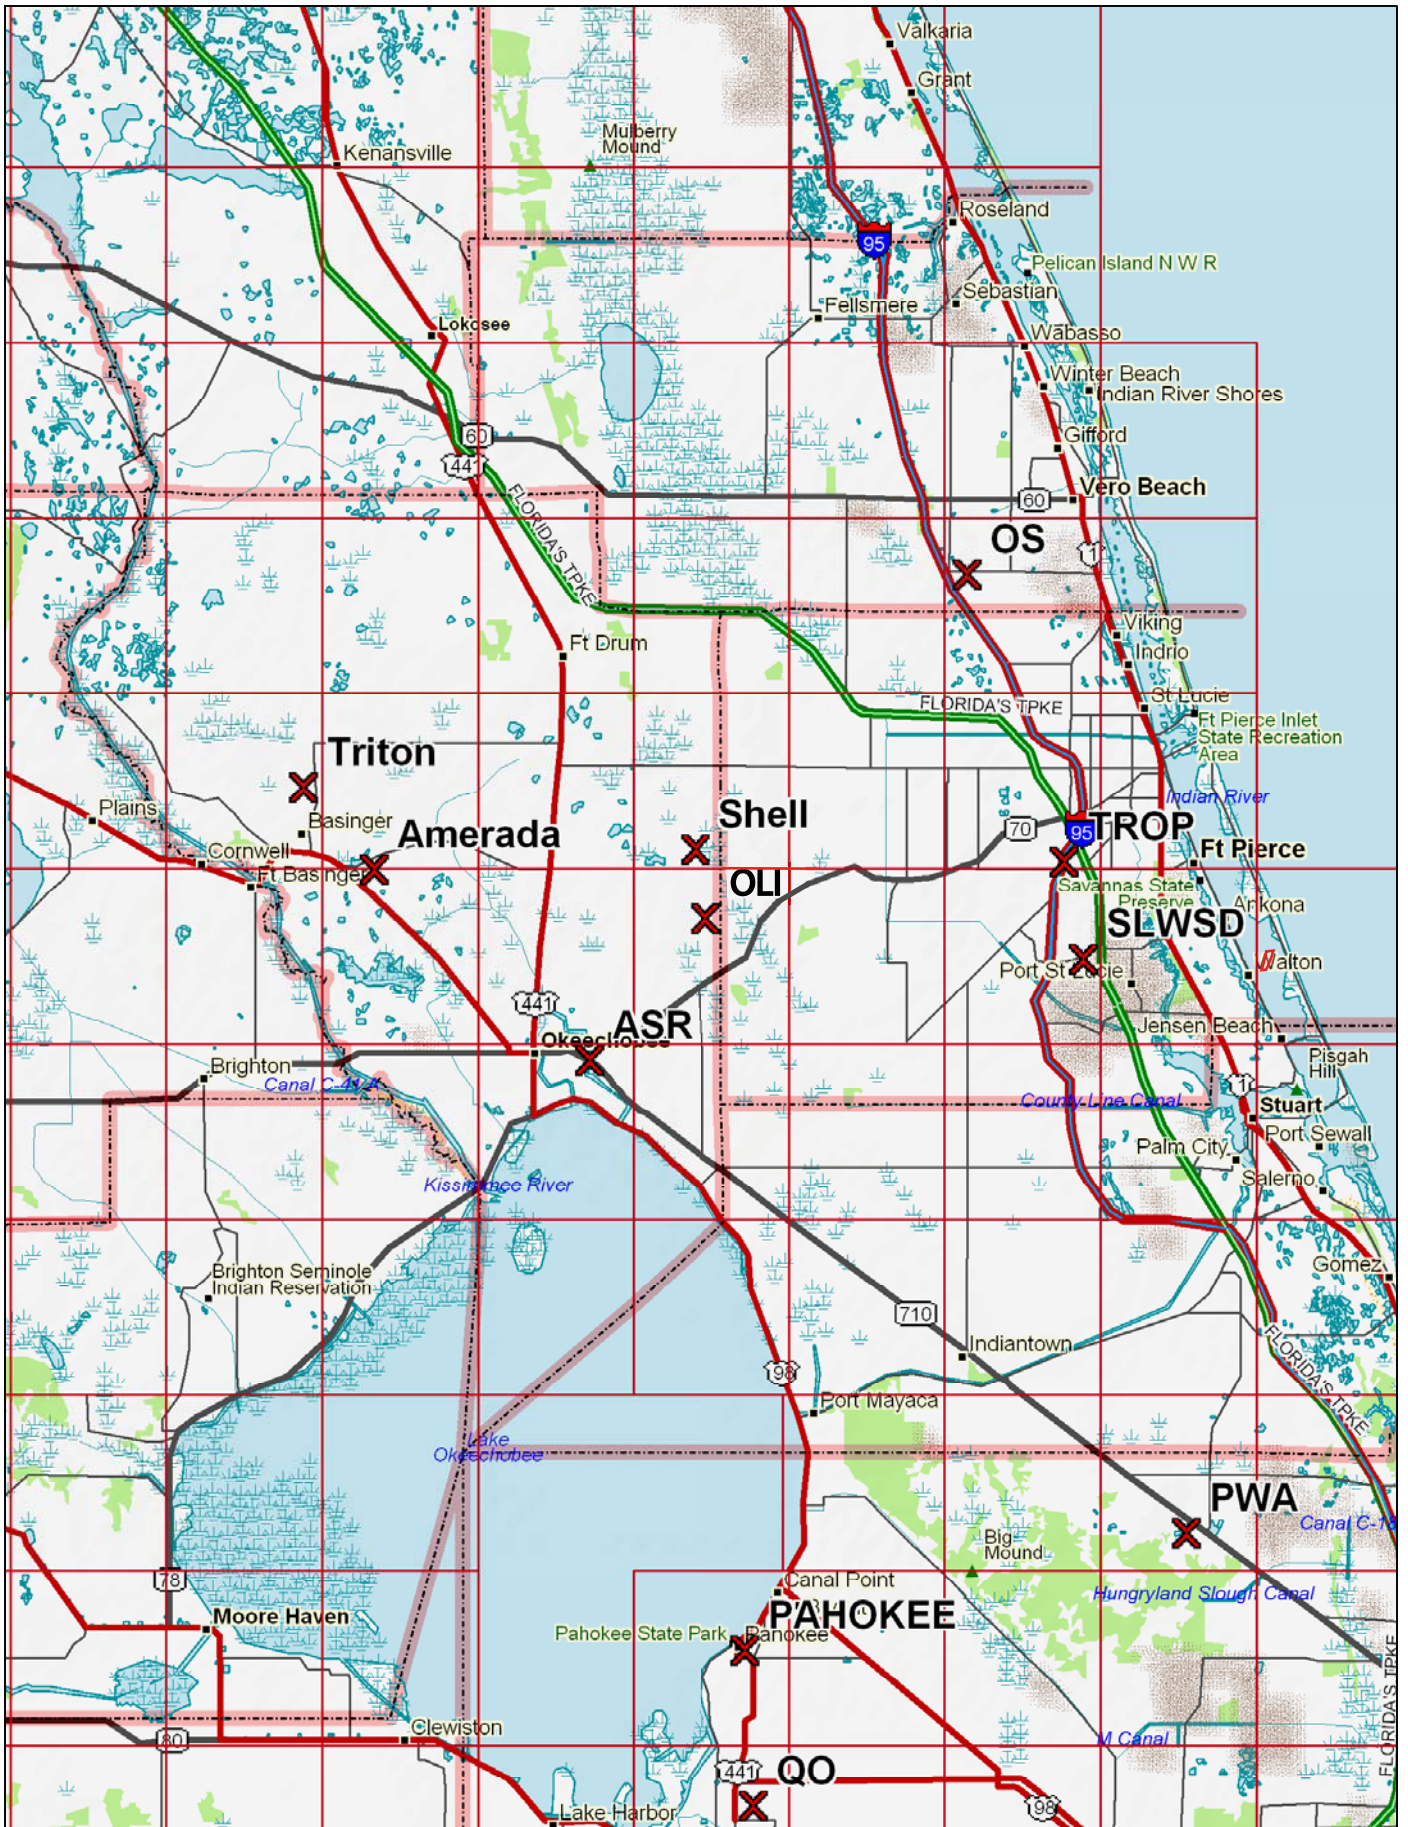 Valkaria
Grant
Mulberry
Mound
Kenansville
Roseland
95
Pelican Island N W R
Sebastian
Fellsmere
Lokosee
Wabasso
Winter Beach
Indian River Shores
Gifford
60
441
Vero Beach
60
FLORIDA'S TPKE
OS
1
Viking
Ft Drum
Indrio
St Lucie
FLORIDA'S TPKE
Ft Pierce Inlet
State Recreation
Area
Triton
Indian River
Plains
Basinger
Shell
Amerada
70
95
TROP
Cornwell
Ft Pierce
Ft Basinger
OLI
Savannas State
Preserve
Ankona
SLWSD
Port St Lucie
Walton
441
ASR
Okeechobee
Jensen Beach
Brighton
Canal C-41 A
Pisgah
Hill
1
County Line Canal
Stuart
Port Sewall
Palm City
Kissimmee River
Salerno
Brighton Seminole
Indian Reservation
Gomez
710
Indiantown
FLORIDA'S TPKE
98
Port Mayaca
Lake
Okeechobee
PWA
Canal C-18
Big
Mound
78
Canal Point
Hungryland Slough Canal
Moore Haven
PAHOKEE
Pahokee State Park
Pahokee
FLORIDA'S TPKE
Clewiston
80
M Canal
441
QO
Lake Harbor
98